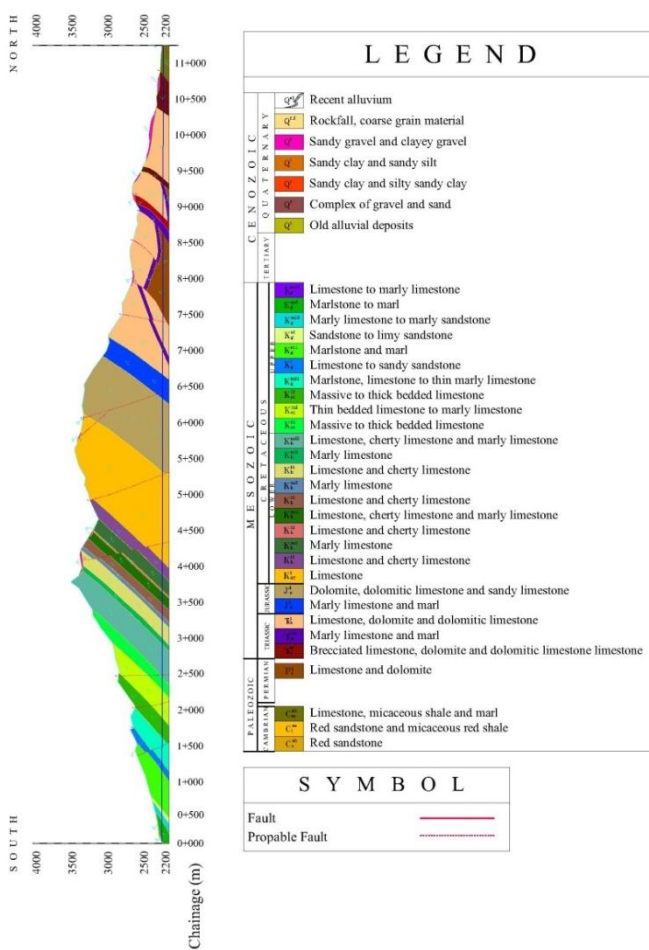 NORTH
4000
3500
3000
2500
2200
11+000
10+500
10+000
9+500
9+000
8+500
8+000
7+500
7+000
6+500
6+000
5+500
5+000
4+500
4+000
3+500
3+000
2+500
2+000
1+500
1+000
0+500
0+000
SOUTH
4000
3500
3000
2500
2200
Chainage (m)
LEGEND
CENOZOIC
QUATERNARY
Recent alluvium
Rockfall, coarse grain material
Sandy gravel and clayey gravel
Sandy clay and sandy silt
Sandy clay and silty sandy clay
Complex of gravel and sand
Old alluvial deposits
TERTIARY
MESOZOIC
CRETACEOUS
UPPER
Limestone to marly limestone
Marlstone to marl
Marly limestone to marly sandstone
Sandstone to limy sandstone
Marlstone and marl
Limestone to sandy sandstone
Marlstone, limestone to thin marly limestone
Massive to thick bedded limestone
Thin bedded limestone to marly limestone
Massive to thick bedded limestone
LOWER
Limestone, cherty limestone and marly limestone
Marly limestone
Limestone and cherty limestone
Marly limestone
Limestone and cherty limestone
Limestone, cherty limestone and marly limestone
Limestone and cherty limestone
Marly limestone
Limestone and cherty limestone
Limestone
JURASSIC
Dolomite, dolomitic limestone and sandy limestone
Marly limestone and marl
TRIASSIC
Limestone, dolomite and dolomitic limestone
Marly limestone and marl
Brecciated limestone, dolomite and dolomitic limestone limestone
PALEOZOIC
PERMIAN
Limestone and dolomite
CAMBRIAN
Limestone, micaceous shale and marl
Red sandstone and micaceous red shale
Red sandstone
SYMBOL
Fault
Propable Fault